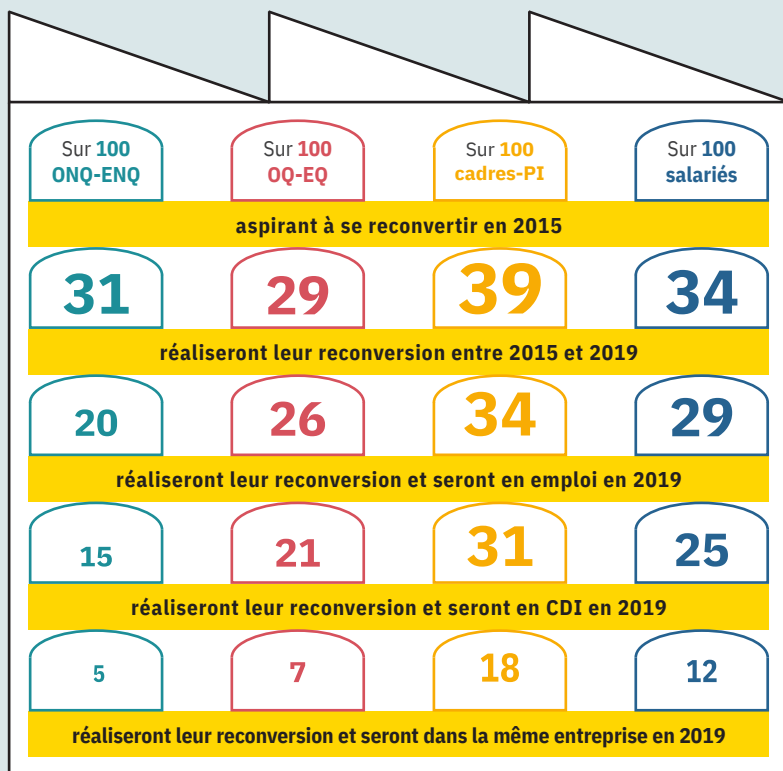 Sur 100 ONQ-ENQ
Sur 100 OQ-EQ
Sur 100 cadres-PI
Sur 100 salariés
aspirant à se reconvertir en 2015
31 29 39 34
réaliseront leur reconversion entre 2015 et 2019
20 26 34 29
réaliseront leur reconversion et seront en emploi en 2019
15 21 31 25
réaliseront leur reconversion et seront en CDI en 2019
5 7 18 12
réaliseront leur reconversion et seront dans la même entreprise en 2019